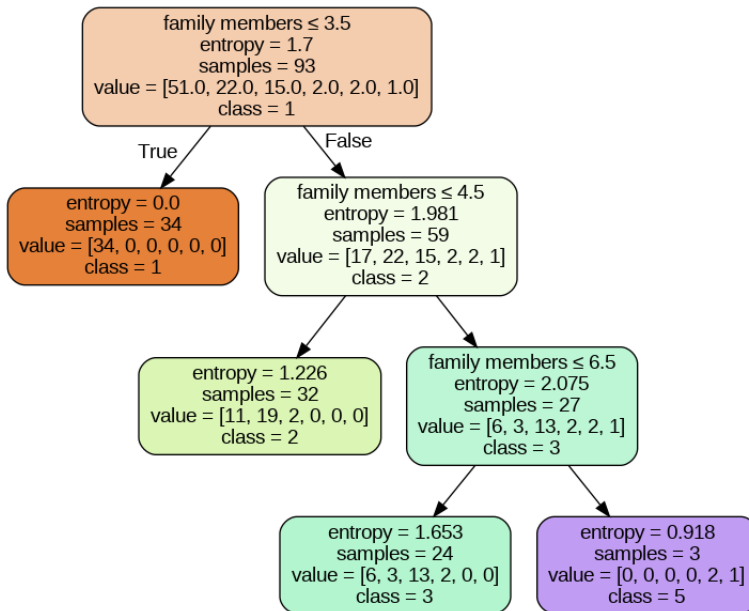 family members ≤ 3.5
entropy = 1.7
samples = 93
value = [51.0, 22.0, 15.0, 2.0, 2.0, 1.0]
class = 1
True
False
entropy = 0.0
samples = 34
value = [34, 0, 0, 0, 0, 0]
class = 1
family members ≤ 4.5
entropy = 1.981
samples = 59
value = [17, 22, 15, 2, 2, 1]
class = 2
entropy = 1.226
samples = 32
value = [11, 19, 2, 0, 0, 0]
class = 2
family members ≤ 6.5
entropy = 2.075
samples = 27
value = [6, 3, 13, 2, 2, 1]
class = 3
entropy = 1.653
samples = 24
value = [6, 3, 13, 2, 0, 0]
class = 3
entropy = 0.918
samples = 3
value = [0, 0, 0, 0, 2, 1]
class = 5